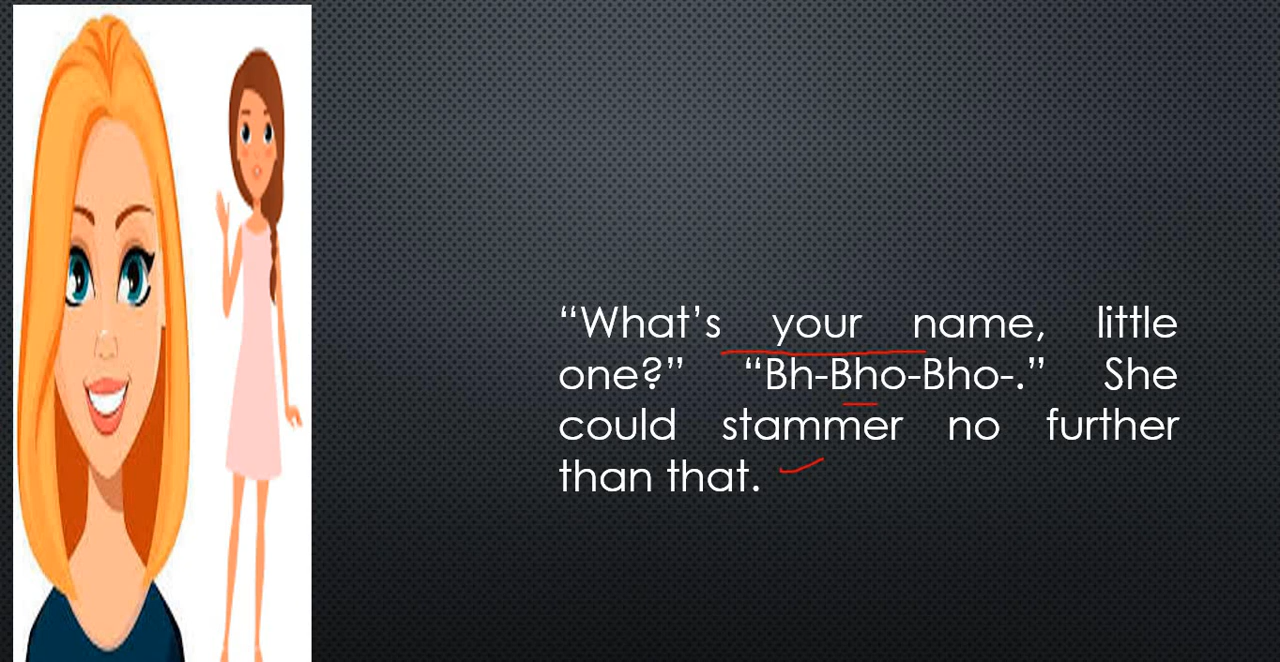 “What’s your name, little
one?” “Bh-Bho-Bho-.” She
could stammer no further
than that.